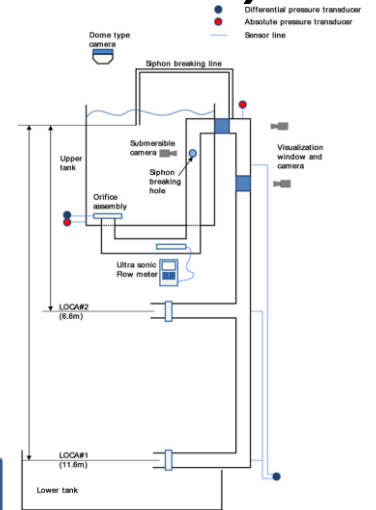 Differential pressure transducer
Absolute pressure transducer
Sensor line
Dome type
camera
Siphon breaking line
Submersible
camera
Visualization
window and
camera
Upper
tank
Siphon
breaking
hole
Orifice
assembly
Ultra sonic
Flow meter
LOCA#2
(6.6m)
LOCA#1
(11.6m)
Lower tank